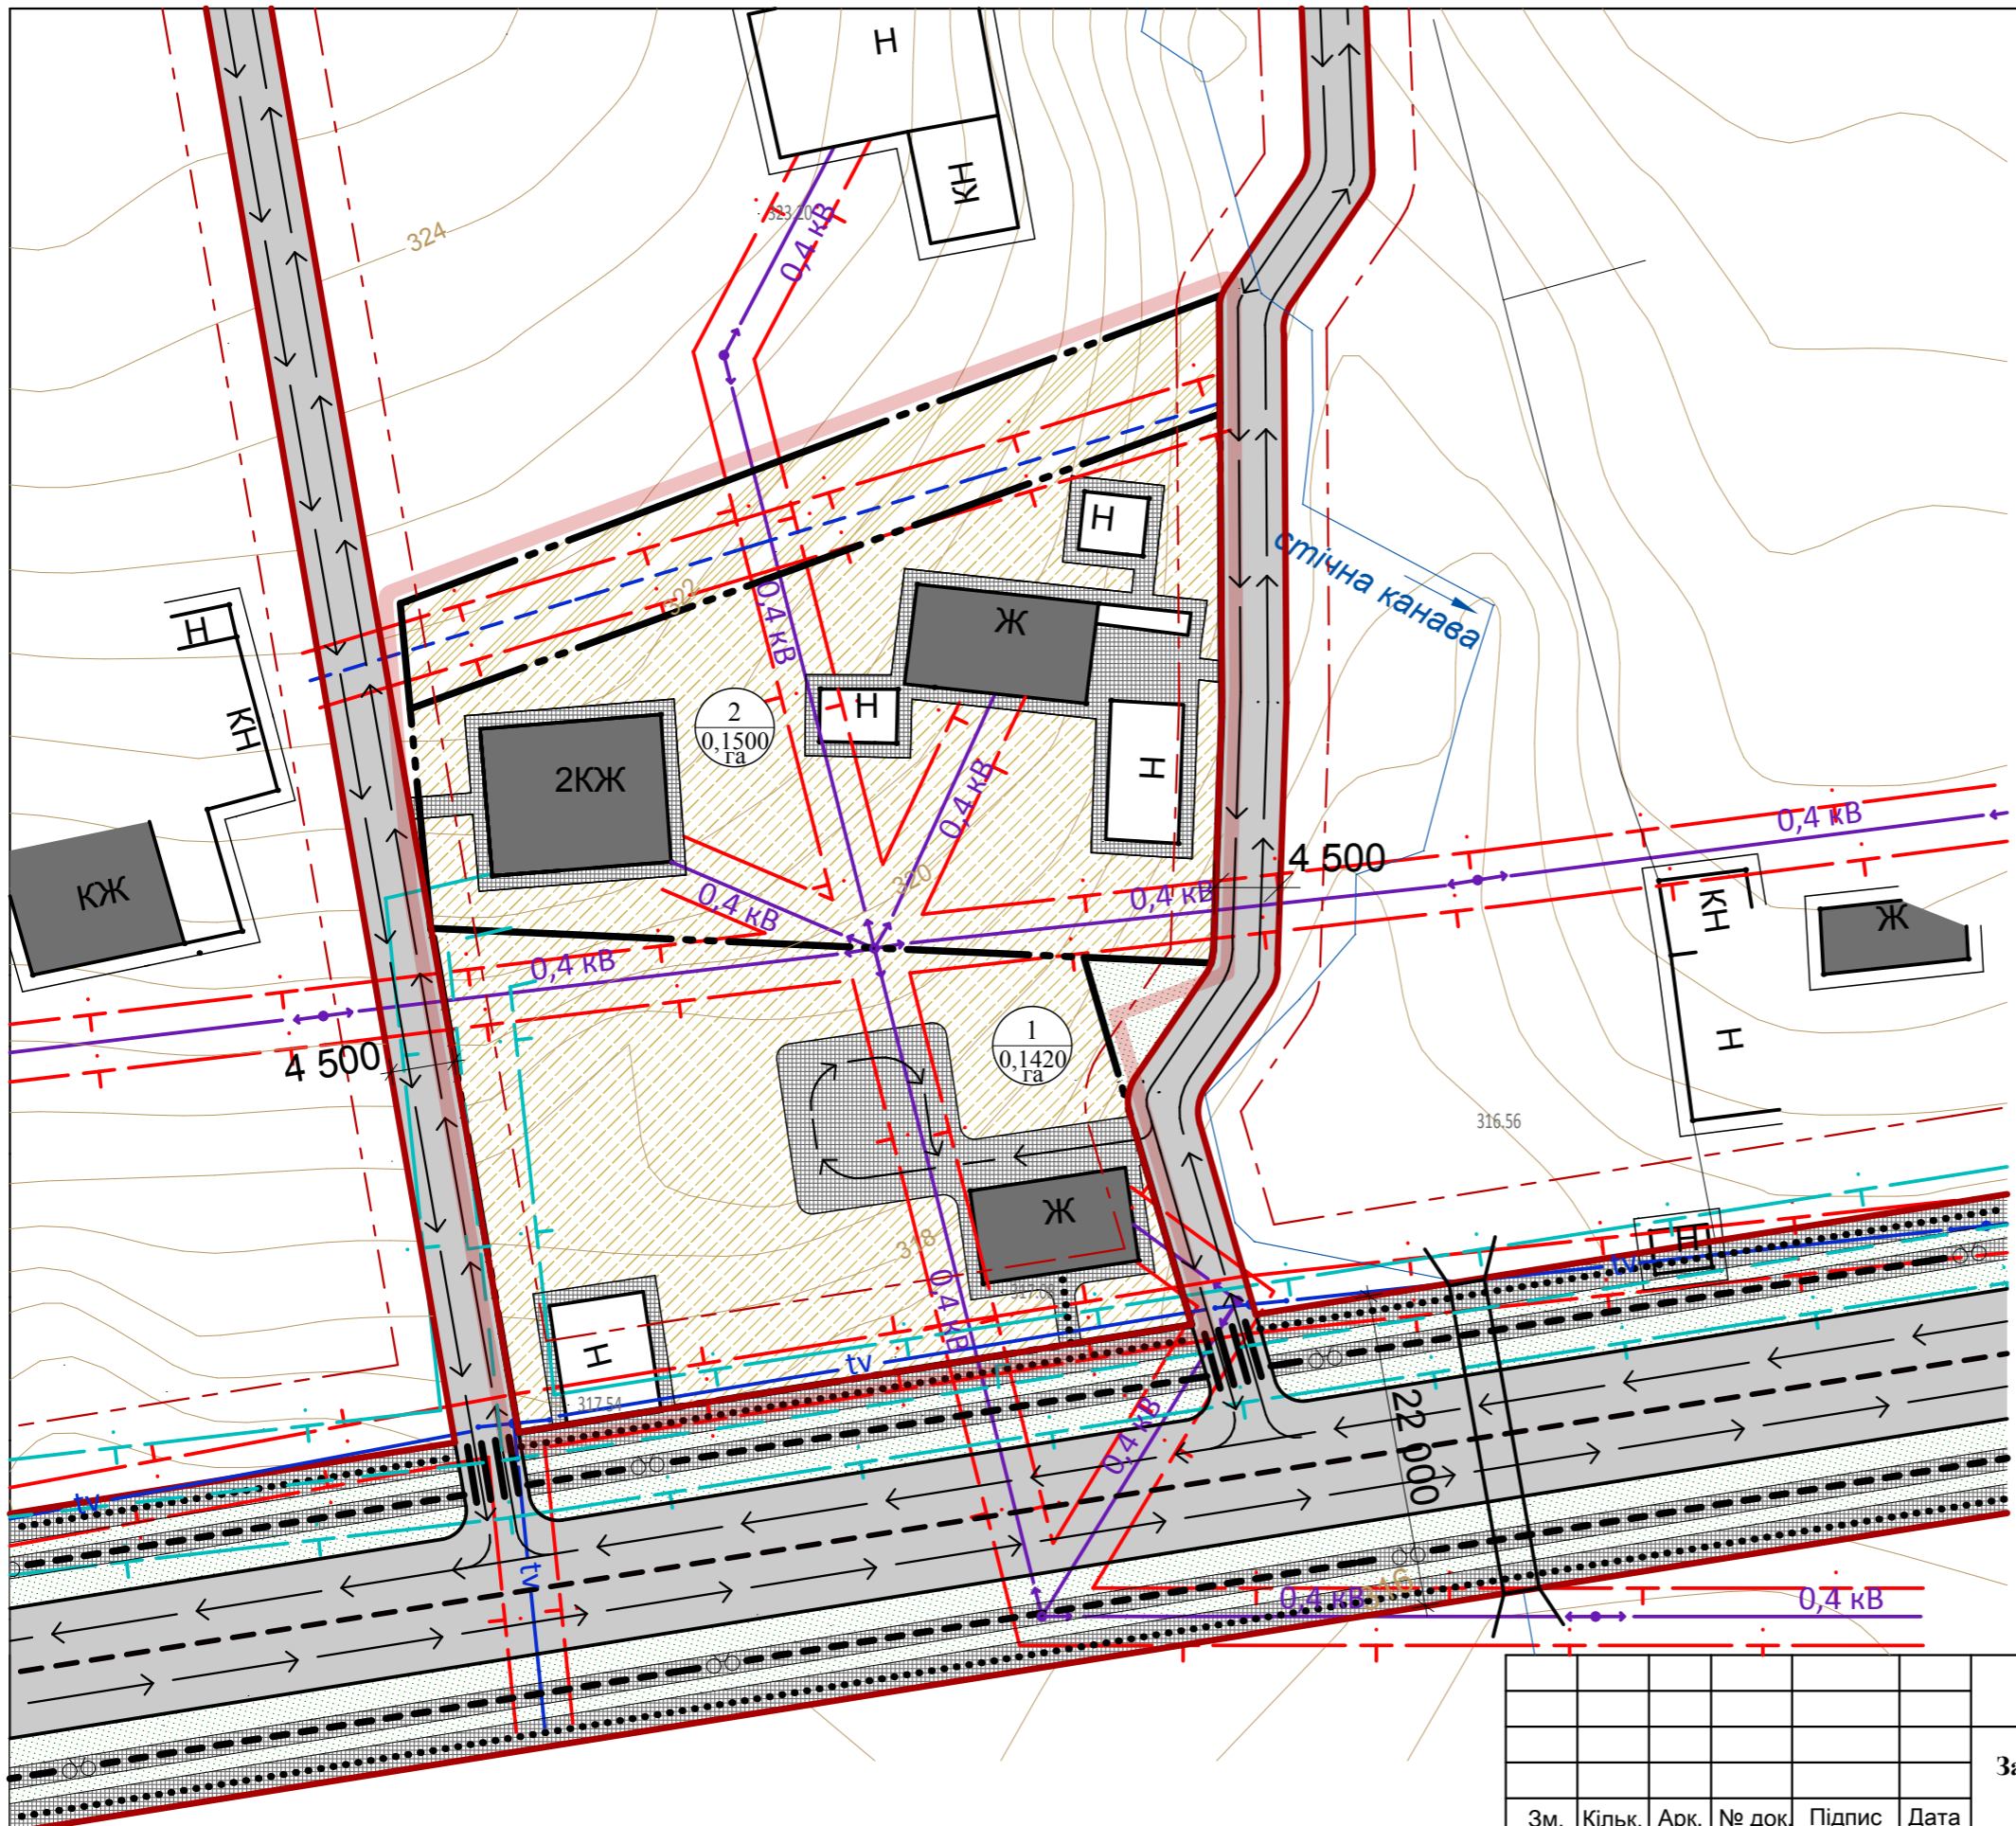 Н
КН
323.20
0,4 кВ
324
322
0,4 кВ
Н
Ж
стічна канава
Н
КН
2
0,1500
га
Н
2КЖ
Н
0,4 кВ
0,4 кВ
4 500
КЖ
320
0,4 кВ
0,4 кВ
КН
Ж
0,4 кВ
Н
4 500
1
0,1420
га
316.56
Ж
318
Н
tv
0,4 кВ
Н
tv
317.54
22 000
0,4 кВ
tv
tv
316
0,4 кВ
0,4 кВ
За
Зм.
Кільк.
Арк.
№ док.
Підпис
Дата